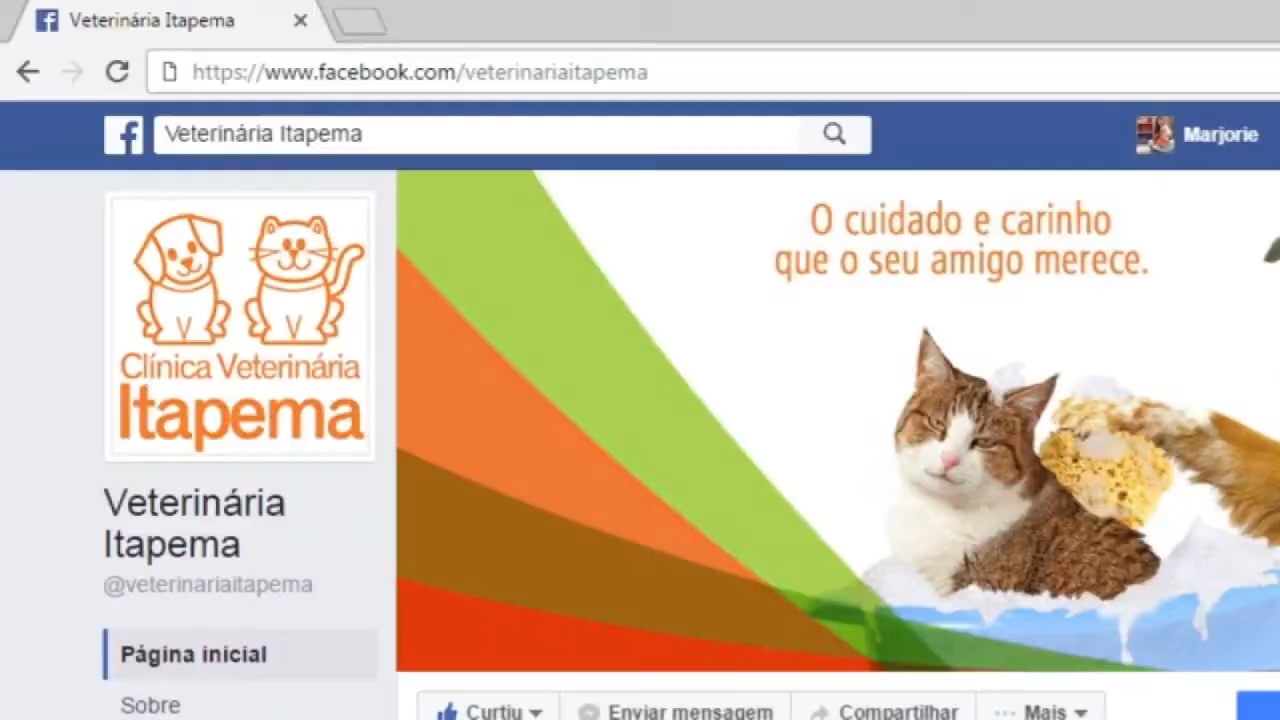 Veterinária Itapema
https://www.facebook.com/veterinariaitapema
Veterinária Itapema
Marjorie
Clínica Veterinária
Itapema
O cuidado e carinho
que o seu amigo merece.
Veterinária
Itapema
@veterinariaitapema
Página inicial
Sobre
Curtiu
Enviar mensagem
Compartilhar
Mais